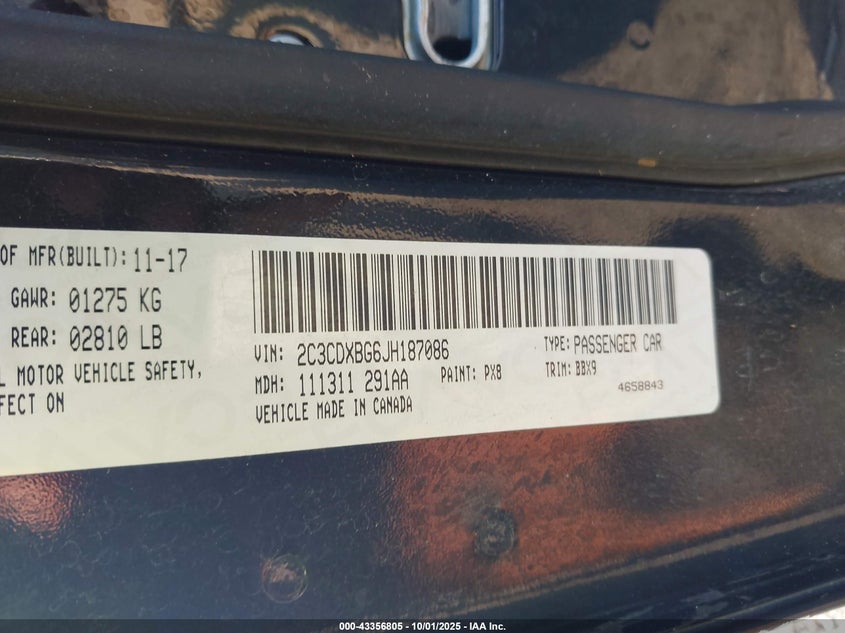 OF MFR(BUILT): 11-17
GAWR: 01275 KG
REAR: 02810 LB
MOTOR VEHICLE SAFETY,
ON
VIN: 2C3CDXBG6JH187086
TYPE: PASSENGER CAR
MDH: 111311 291AA
PAINT: PX8
TRIM: BBX9
VEHICLE MADE IN CANADA
4658843
000-43356805 - 10/01/2025 - IAA Inc.